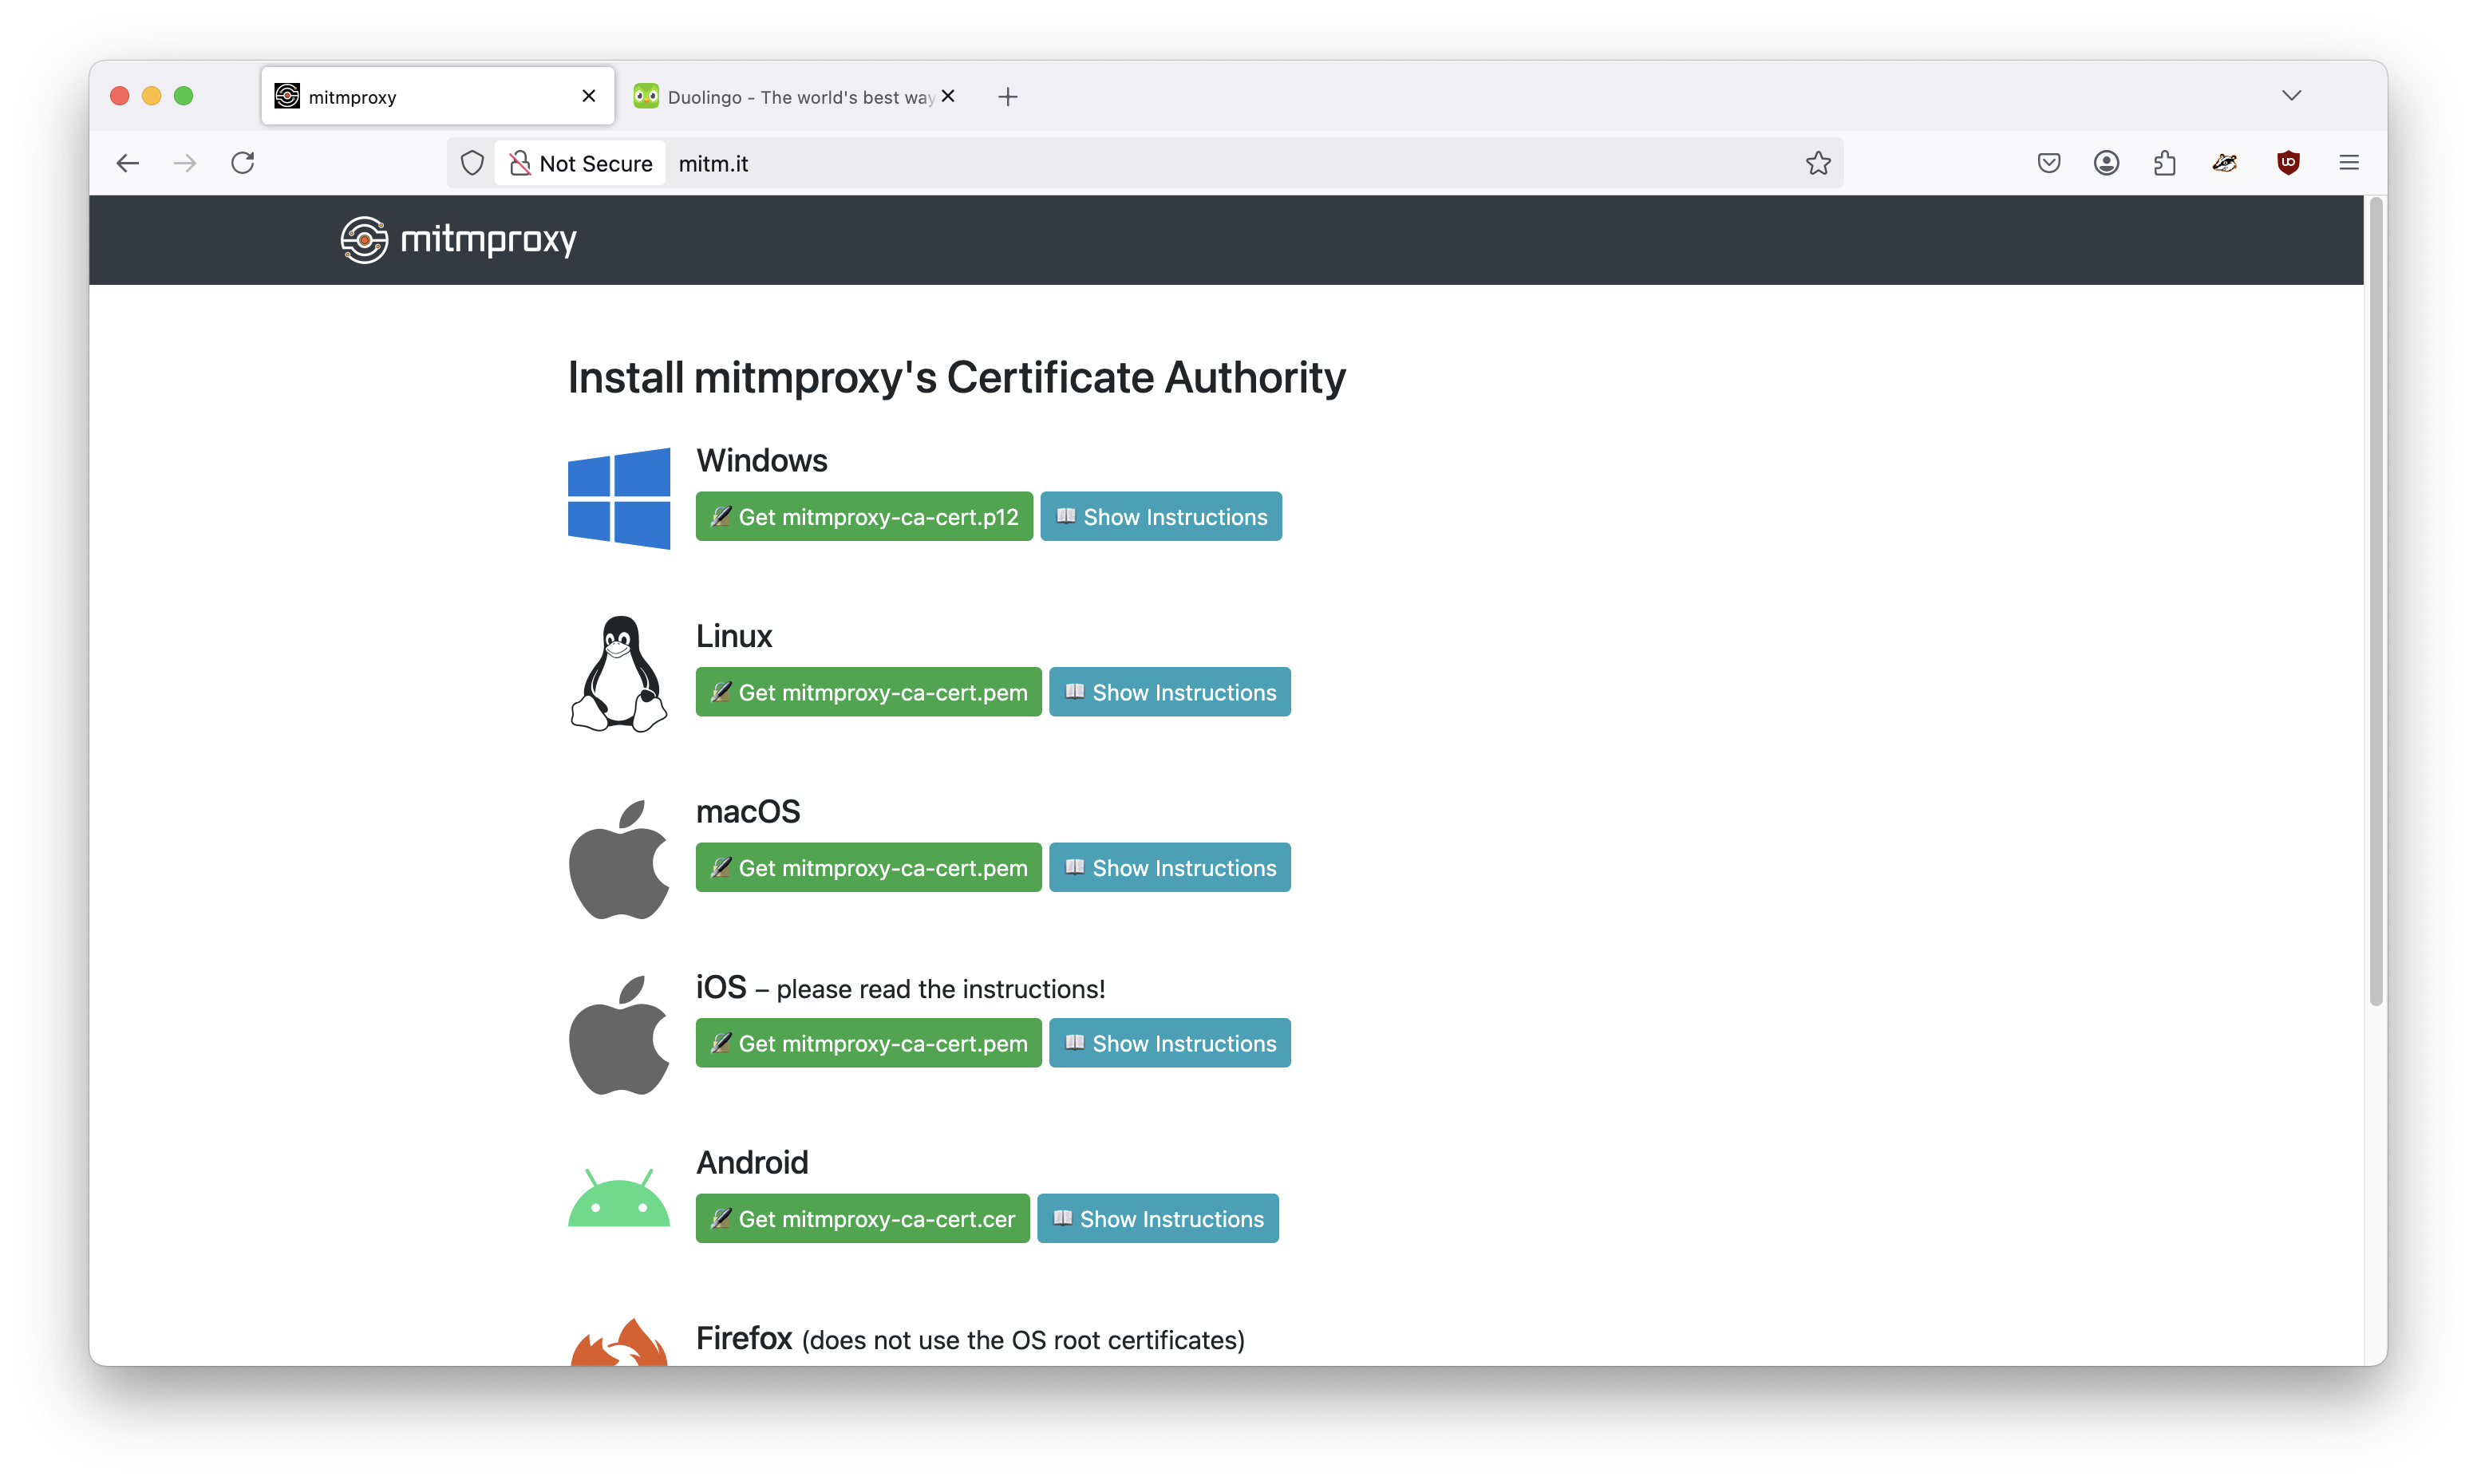 mitmproxy
Duolingo - The world's best way
Not Secure mitm.it
mitmproxy
Install mitmproxy's Certificate Authority
Windows
Get mitmproxy-ca-cert.p12 Show Instructions
Linux
Get mitmproxy-ca-cert.pem Show Instructions
macOS
Get mitmproxy-ca-cert.pem Show Instructions
iOS – please read the instructions!
Get mitmproxy-ca-cert.pem Show Instructions
Android
Get mitmproxy-ca-cert.cer Show Instructions
Firefox (does not use the OS root certificates)